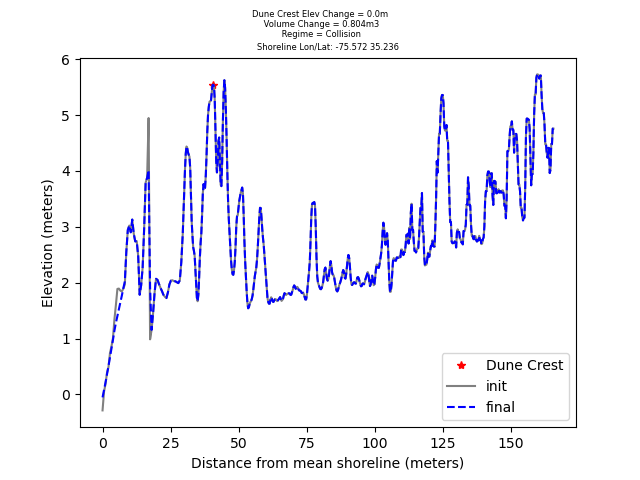 Dune Crest Elev Change = 0.0m
Volume Change = 0.804m3
Regime = Collision
Shoreline Lon/Lat: -75.572 35.236
6
5
4
3
2
1
0
Elevation (meters)
Dune Crest
init
final
0 25 50 75 100 125 150
Distance from mean shoreline (meters)